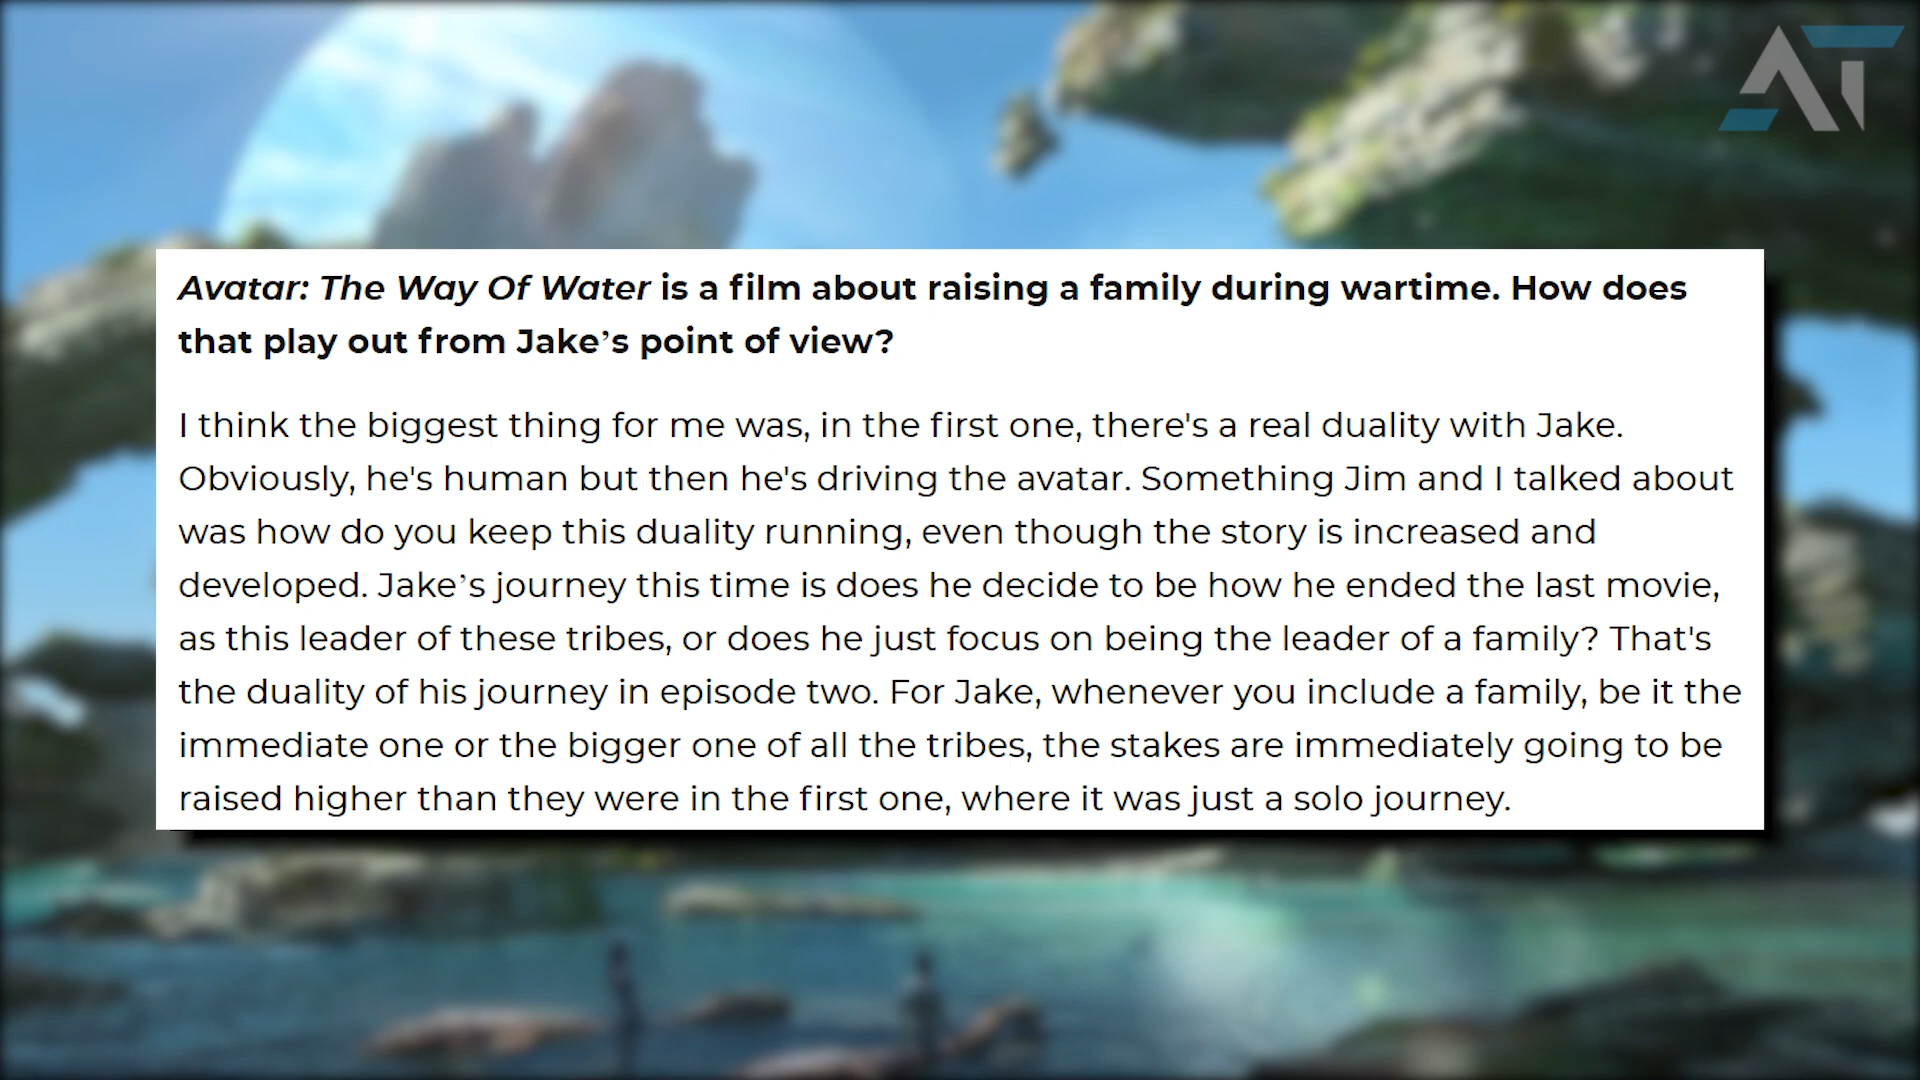 AT
Avatar: The Way Of Water is a film about raising a family during wartime. How does
that play out from Jake’s point of view?
I think the biggest thing for me was, in the first one, there's a real duality with Jake.
Obviously, he's human but then he's driving the avatar. Something Jim and I talked about
was how do you keep this duality running, even though the story is increased and
developed. Jake’s journey this time is does he decide to be how he ended the last movie,
as this leader of these tribes, or does he just focus on being the leader of a family? That's
the duality of his journey in episode two. For Jake, whenever you include a family, be it the
immediate one or the bigger one of all the tribes, the stakes are immediately going to be
raised higher than they were in the first one, where it was just a solo journey.